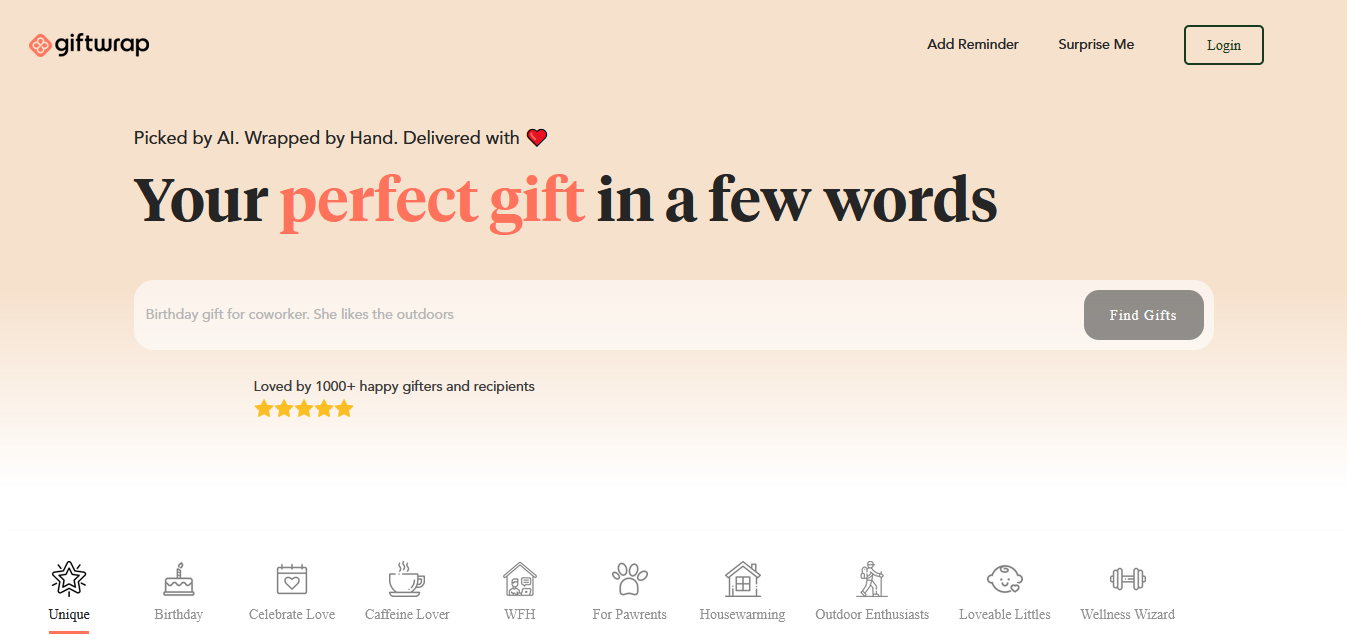 giftwrap
Add Reminder
Surprise Me
Login
Picked by AI. Wrapped by Hand. Delivered with
Your perfect gift in a few words
Birthday gift for coworker. She likes the outdoors
Find Gifts
Loved by 1000+ happy gifters and recipients
Unique
Birthday
Celebrate Love
Caffeine Lover
WFH
For Pawrents
Housewarming
Outdoor Enthusiasts
Loveable Littles
Wellness Wizard